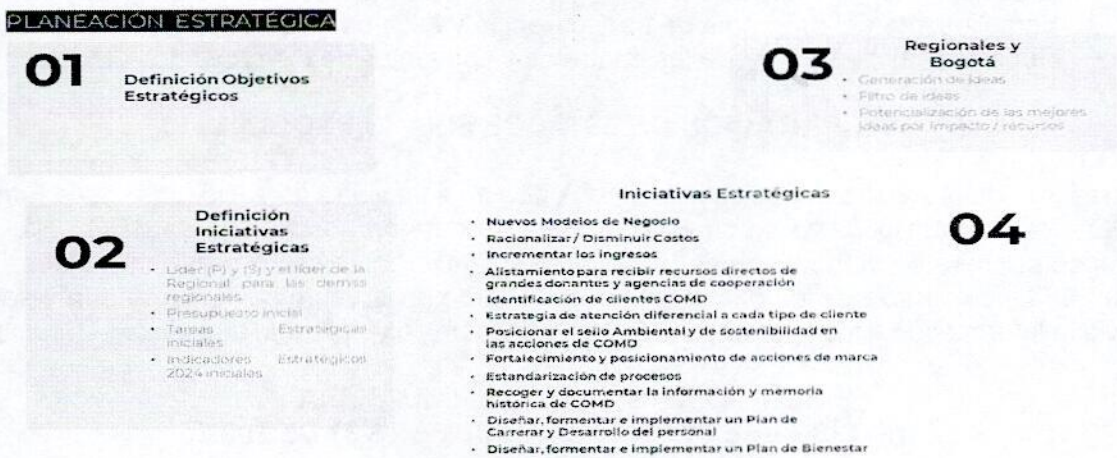 PLANEACIÓN ESTRATÉGICA
01
Definición Objetivos
Estratégicos
02
Definición
Iniciativas
Estratégicas
• Líder (P) y (S) y el líder de la
Regional para las demás
regionales
• Presupuesto inicial
• Tareas Estratégicas
iniciales
• Indicadores Estratégicos
2024 iniciales
03
Regionales y
Bogotá
• Generación de ideas
• Filtro de ideas
• Potencialización de las mejores
ideas por impacto / recursos
Iniciativas Estratégicas
04
• Nuevos Modelos de Negocio
• Racionalizar / Disminuir Costos
• Incrementar los ingresos
• Alistamiento para recibir recursos directos de
grandes donantes y agencias de cooperación
• Identificación de clientes COMD
• Estrategia de atención diferencial a cada tipo de cliente
• Posicionar el sello Ambiental y de sostenibilidad en
las acciones de COMD
• Fortalecimiento y posicionamiento de acciones de marca
• Estandarización de procesos
• Recoger y documentar la información y memoria
histórica de COMD
• Diseñar, formentar e implementar un Plan de
Carrerar y Desarrollo del personal
• Diseñar, formentar e implementar un Plan de Bienestar